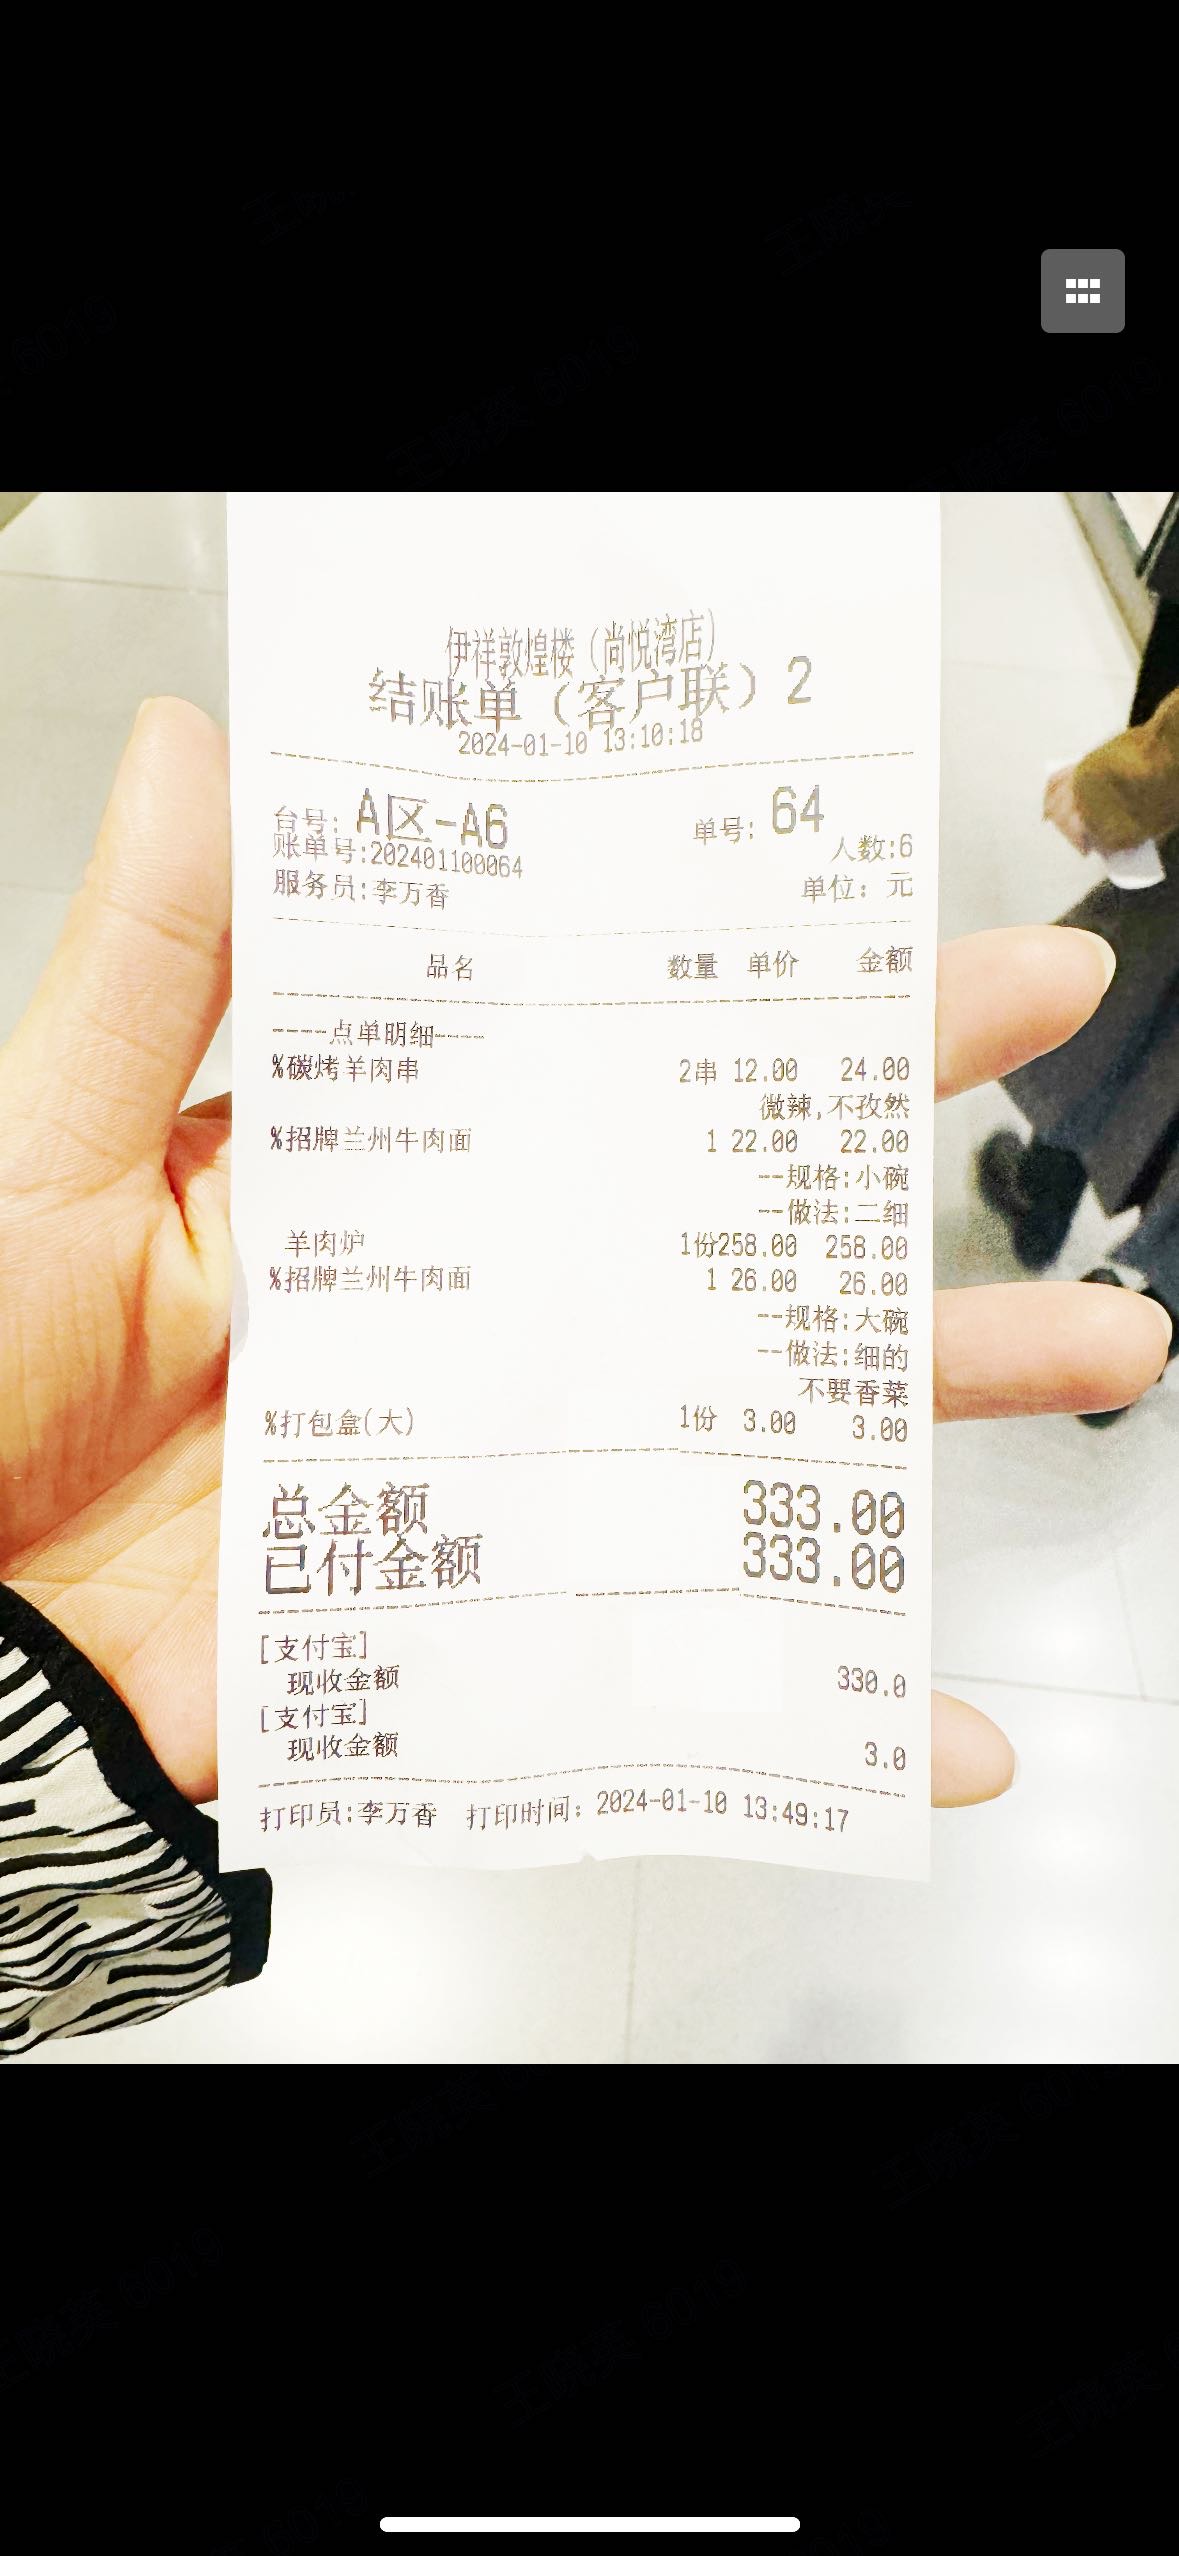 伊祥敦煌楼（尚悦湾店）
结账单（客户联）2
2024-01-10 13:10:18
台号: A区-A6 单号: 64
账单号:202401100064 人数:6
服务员:李万香 单位: 元
品名 数量 单价 金额
----点单明细----
%碳烤羊肉串 2串 12.00 24.00
微辣,不孜然
%招牌兰州牛肉面 1 22.00 22.00
--规格:小碗
--做法:二细
羊肉炉 1份258.00 258.00
%招牌兰州牛肉面 1 26.00 26.00
--规格:大碗
--做法:细的
不要香菜
%打包盒(大) 1份 3.00 3.00
总金额 333.00
已付金额 333.00
[支付宝]
现收金额 330.0
[支付宝]
现收金额 3.0
打印员:李万香 打印时间: 2024-01-10 13:49:17